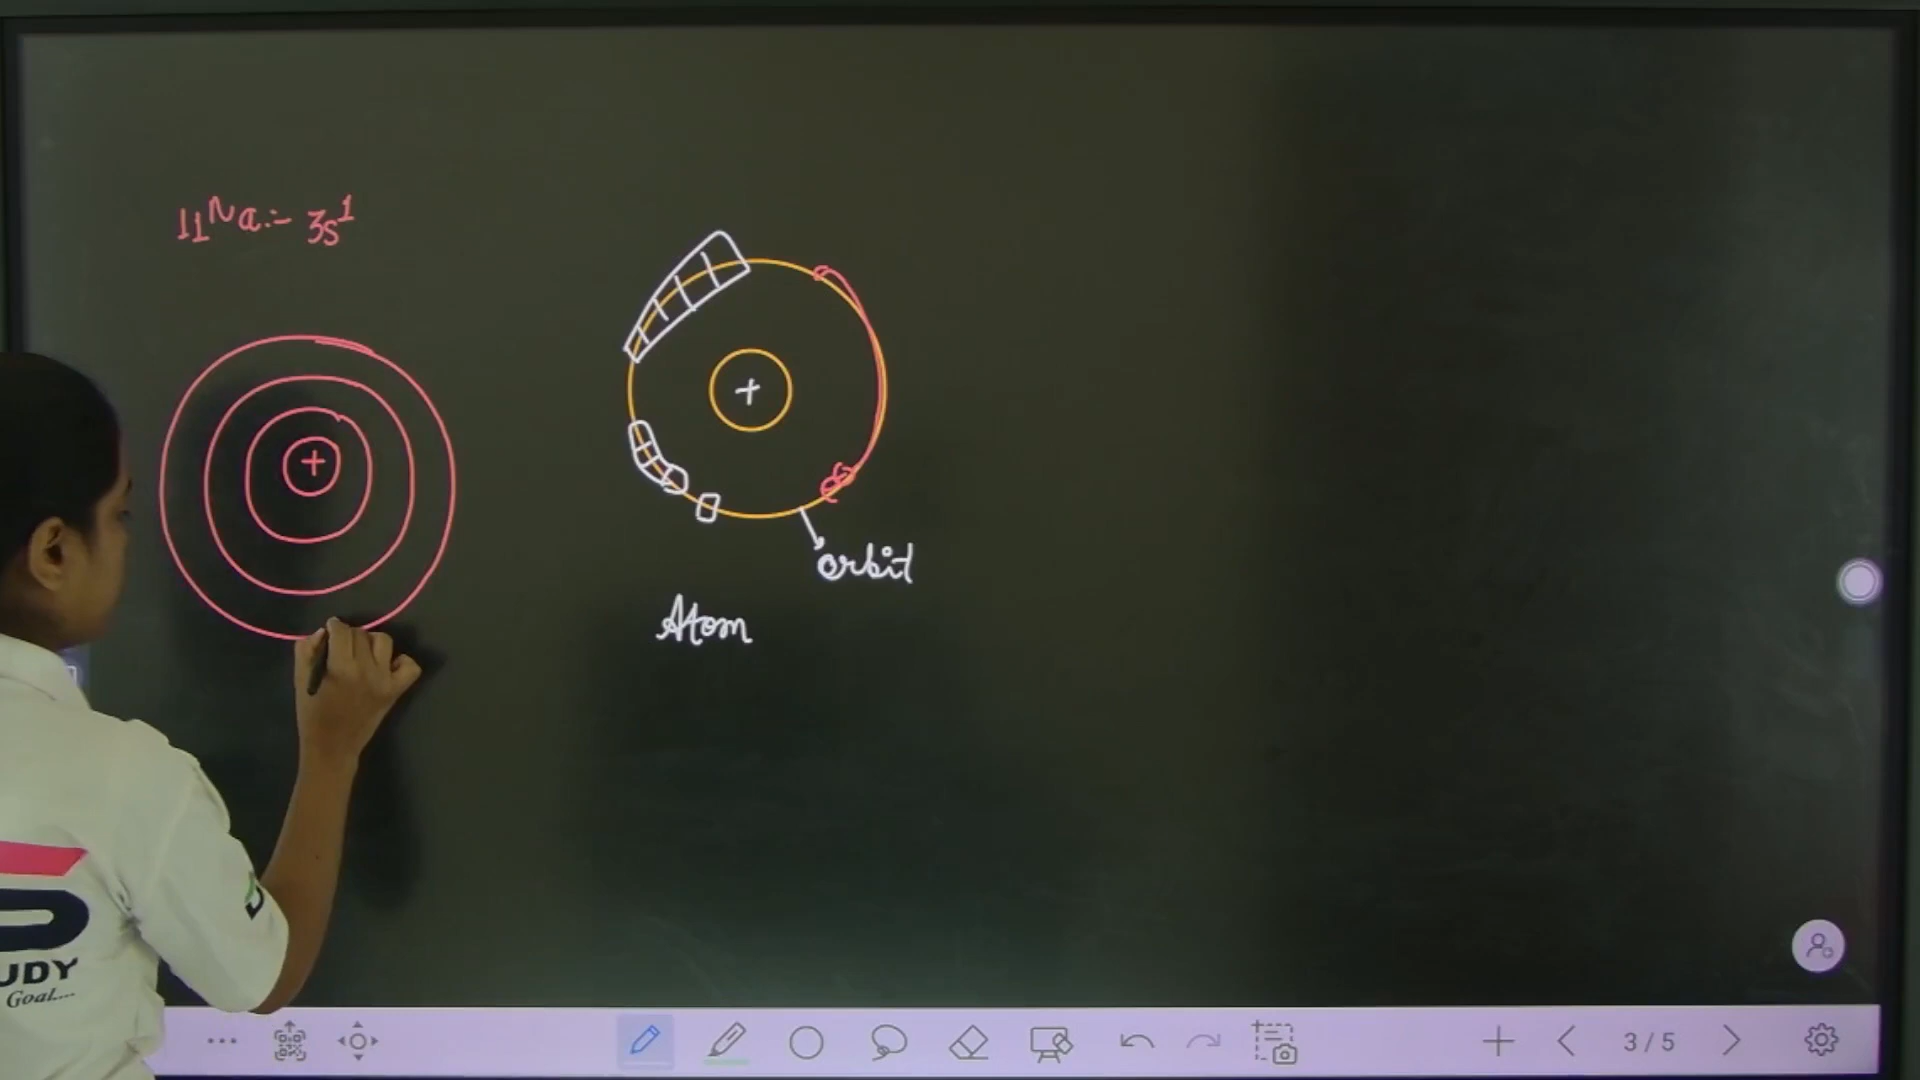 11Na:- 3s1
+
+
orbit
Atom
UDY
Goal....
3 / 5